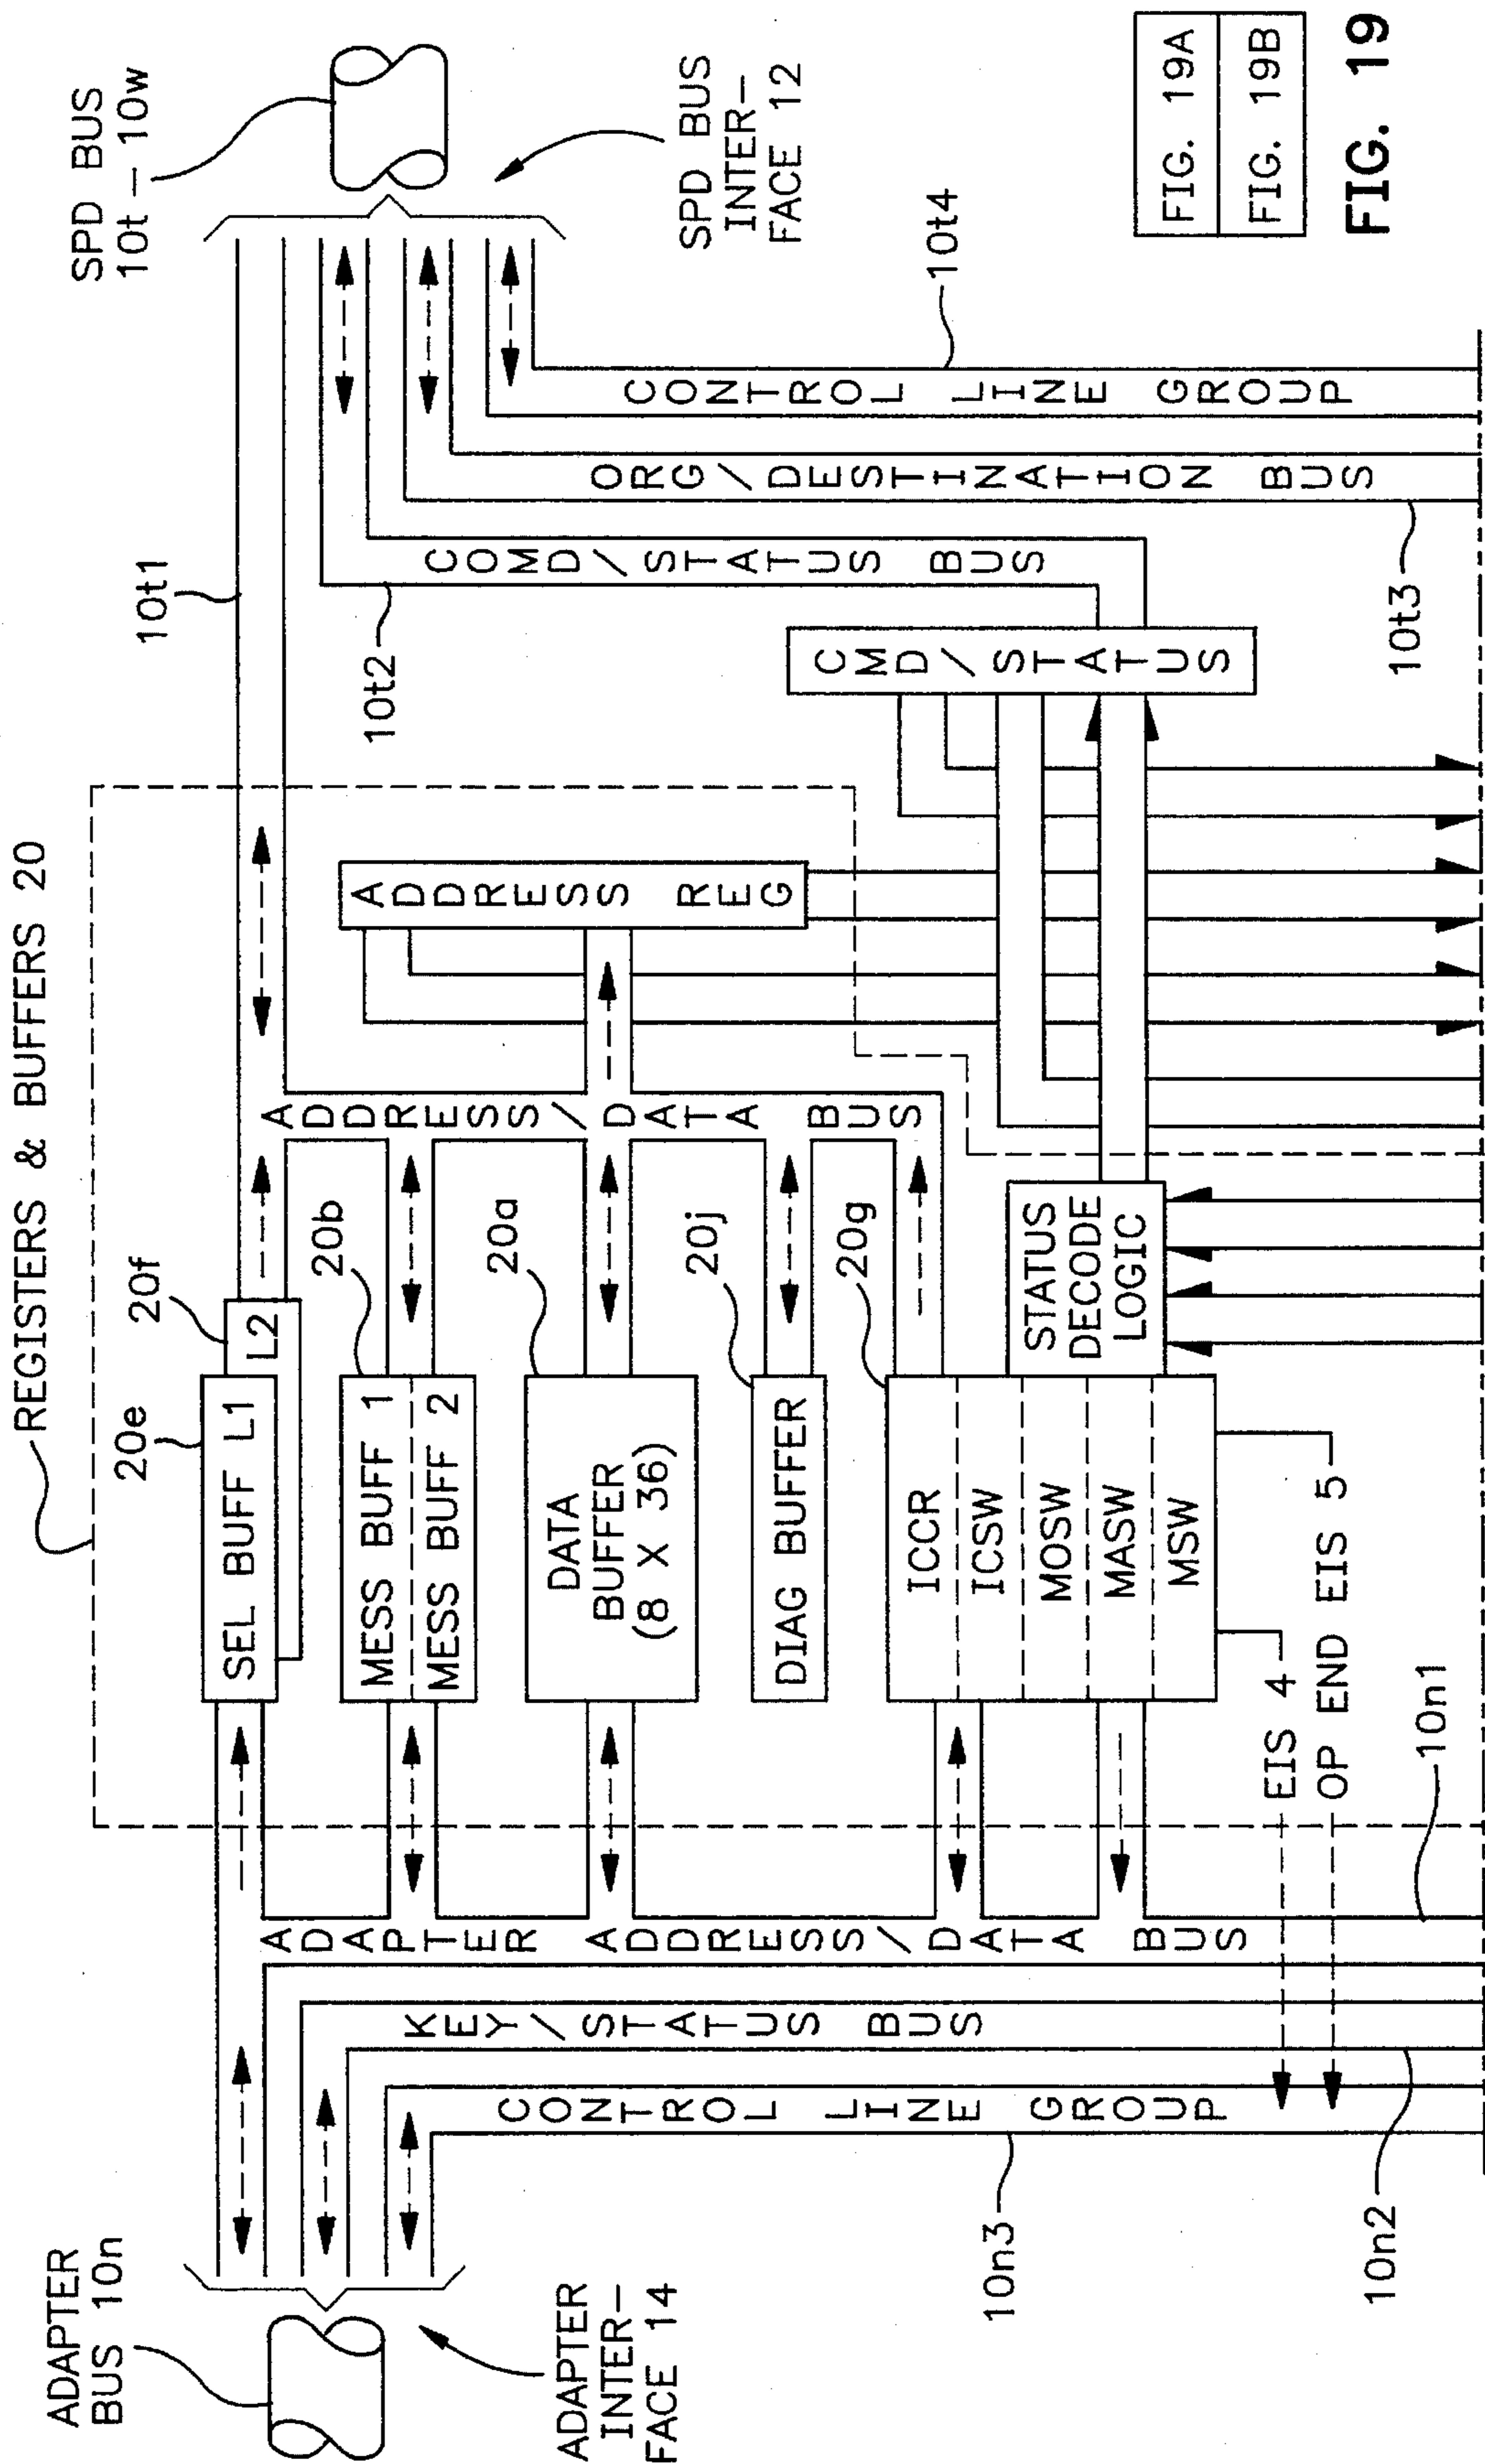 REGISTERS & BUFFERS 20
ADAPTER
BUS 10n
ADAPTER
INTER-
FACE 14
SPD BUS
10t – 10w
SPD BUS
INTER-
FACE 12
20e
SEL BUFF L1
20f
L2
20b
MESS BUFF 1
MESS BUFF 2
20a
DATA
BUFFER
(8 X 36)
20j
DIAG BUFFER
20g
ICCR
ICSW
MOSW
MASW
MSW
STATUS
DECODE
LOGIC
EIS 4
OP END EIS 5
ADAPTER ADDRESS/DATA BUS
10n1
KEY/STATUS BUS
10n2
CONTROL LINE GROUP
10n3
ADDRESS/DATA BUS
ADDRESS REG
10t1
CMD/STATUS
COMD/STATUS BUS
10t2
ORG/DESTINATION BUS
10t3
CONTROL LINE GROUP
10t4
FIG. 19A
FIG. 19B
FIG. 19